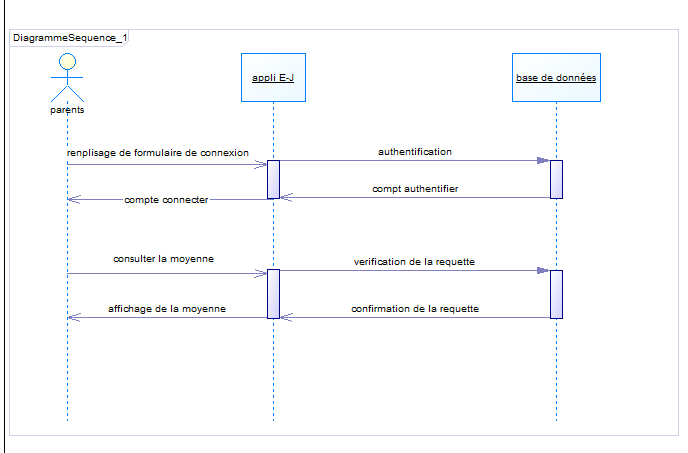 DiagrammeSequence_1
appli E-J
base de données
parents
renplisage de formulaire de connexion
authentification
compt authentifier
compte connecter
consulter la moyenne
verification de la requette
affichage de la moyenne
confirmation de la requette